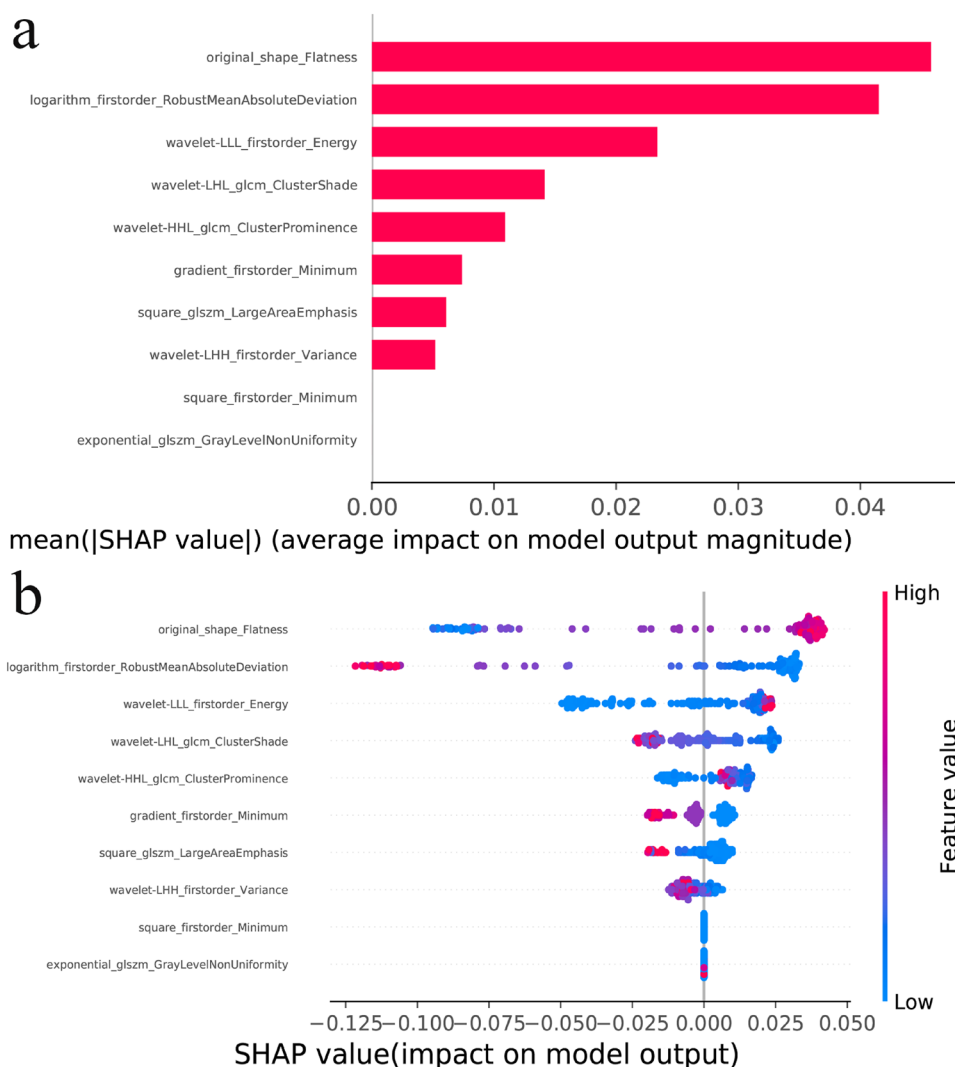 a
original_shape_Flatness
logarithm_firstorder_RobustMeanAbsoluteDeviation
wavelet-LLL_firstorder_Energy
wavelet-LHL_glcm_ClusterShade
wavelet-HHL_glcm_ClusterProminence
gradient_firstorder_Minimum
square_glszm_LargeAreaEmphasis
wavelet-LHH_firstorder_Variance
square_firstorder_Minimum
exponential_glszm_GrayLevelNonUniformity
0.00 0.01 0.02 0.03 0.04
mean(|SHAP value|) (average impact on model output magnitude)
b
High
original_shape_Flatness
logarithm_firstorder_RobustMeanAbsoluteDeviation
wavelet-LLL_firstorder_Energy
wavelet-LHL_glcm_ClusterShade
wavelet-HHL_glcm_ClusterProminence
gradient_firstorder_Minimum
square_glszm_LargeAreaEmphasis
wavelet-LHH_firstorder_Variance
square_firstorder_Minimum
exponential_glszm_GrayLevelNonUniformity
Feature value
Low
−0.125 −0.100 −0.075 −0.050 −0.025 0.000 0.025 0.050
SHAP value(impact on model output)